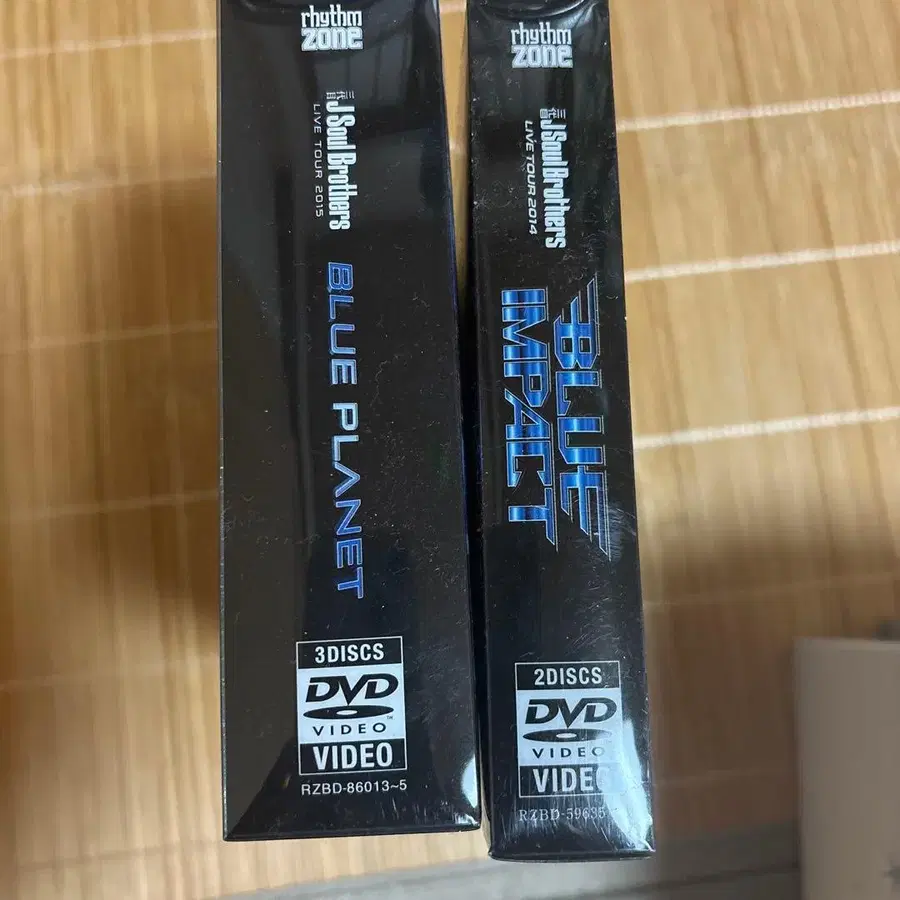 rhythm
zone
三代目
J Soul Brothers
LIVE TOUR 2015
BLUE PLANET
3DISCS
DVD
VIDEO™
VIDEO
RZBD-86013~5
rhythm
zone
三代目
J Soul Brothers
LIVE TOUR 2014
BLUE
IMPACT
2DISCS
DVD
VIDEO
VIDEO